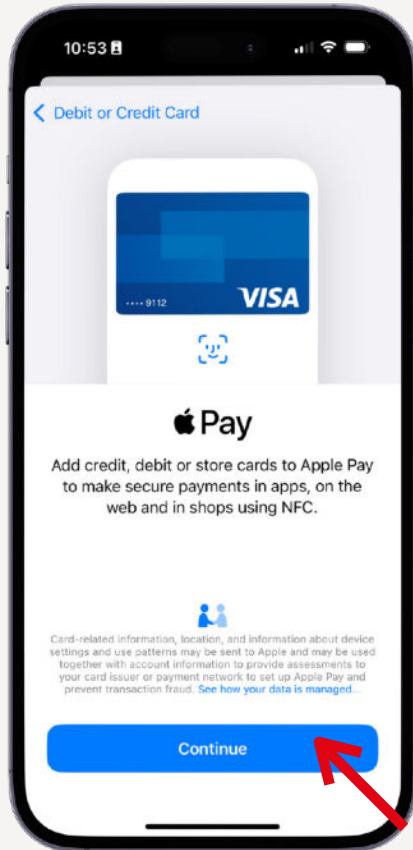 10:53
Debit or Credit Card
•••• 9112
VISA
Pay
Add credit, debit or store cards to Apple Pay
to make secure payments in apps, on the
web and in shops using NFC.
Card-related information, location, and information about device
settings and use patterns may be sent to Apple and may be used
together with account information to provide assessments to
your card issuer or payment network to set up Apple Pay and
prevent transaction fraud. See how your data is managed...
Continue